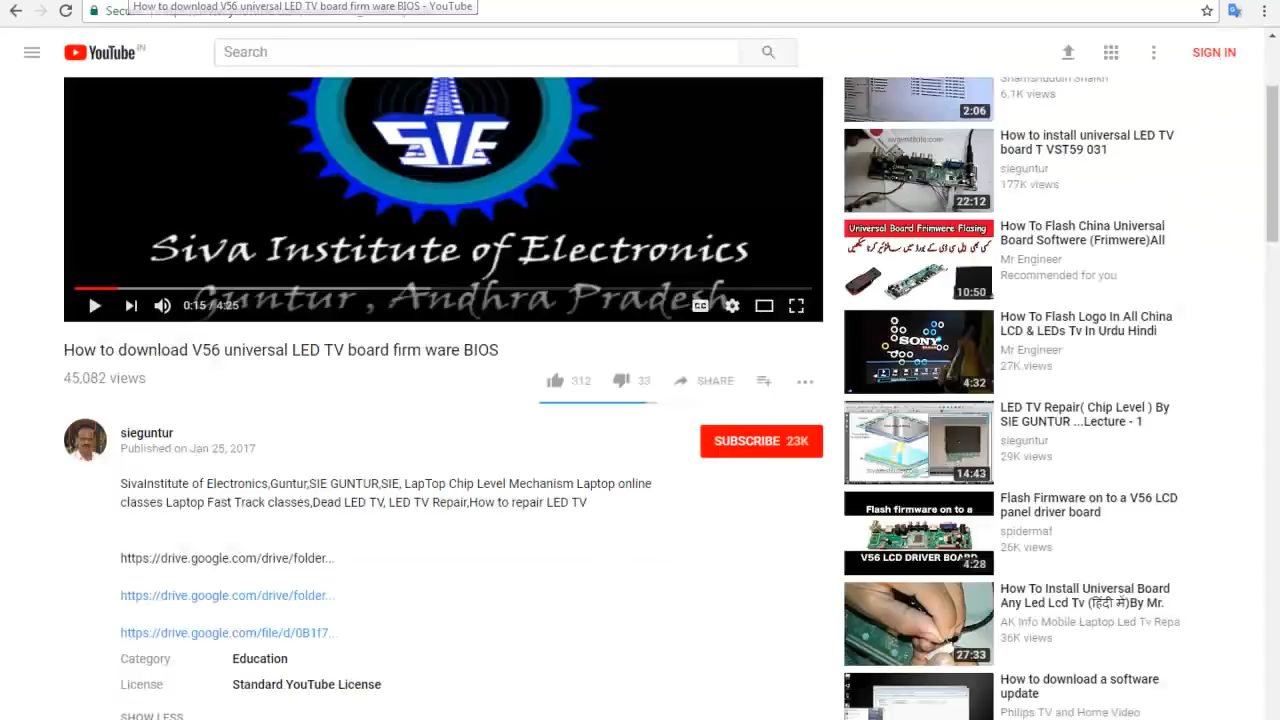 How to download V56 universal LED TV board firm ware BIOS - YouTube
Secu
YouTube IN
Search
SIGN IN
SIE
Siva Institute of Electronics
Guntur , Andhra Pradesh
0:15 / 4:25
CC
How to download V56 universal LED TV board firm ware BIOS
45,082 views
312
33
SHARE
sieguntur
Published on Jan 25, 2017
SUBSCRIBE 23K
SivaInstitute of Electronics,Guntur,SIE GUNTUR,SIE, LapTop Chip Level Mechanism Laptop online
classes Laptop Fast Track classes,Dead LED TV, LED TV Repair,How to repair LED TV
https://drive.google.com/drive/folder...
https://drive.google.com/drive/folder...
https://drive.google.com/file/d/0B1f7...
Category Education
License Standard YouTube License
SHOW LESS
Shamsuddin Shaikh
6.1K views
2:06
How to install universal LED TV
board T VST59 031
sieguntur
177K views
22:12
Universal Board Frimwere Flasing
10:50
How To Flash China Universal
Board Softwere (Frimwere)All
Mr Engineer
Recommended for you
SONY
4:32
How To Flash Logo In All China
LCD & LEDs Tv In Urdu Hindi
Mr Engineer
27K views
14:43
LED TV Repair( Chip Level ) By
SIE GUNTUR ...Lecture - 1
sieguntur
29K views
Flash firmware on to a
V56 LCD DRIVER BOARD
4:28
Flash Firmware on to a V56 LCD
panel driver board
spidermaf
26K views
27:33
How To Install Universal Board
Any Led Lcd Tv (हिंदी में)By Mr.
AK Info Mobile Laptop Led Tv Repa
36K views
How to download a software
update
Philips TV and Home Video